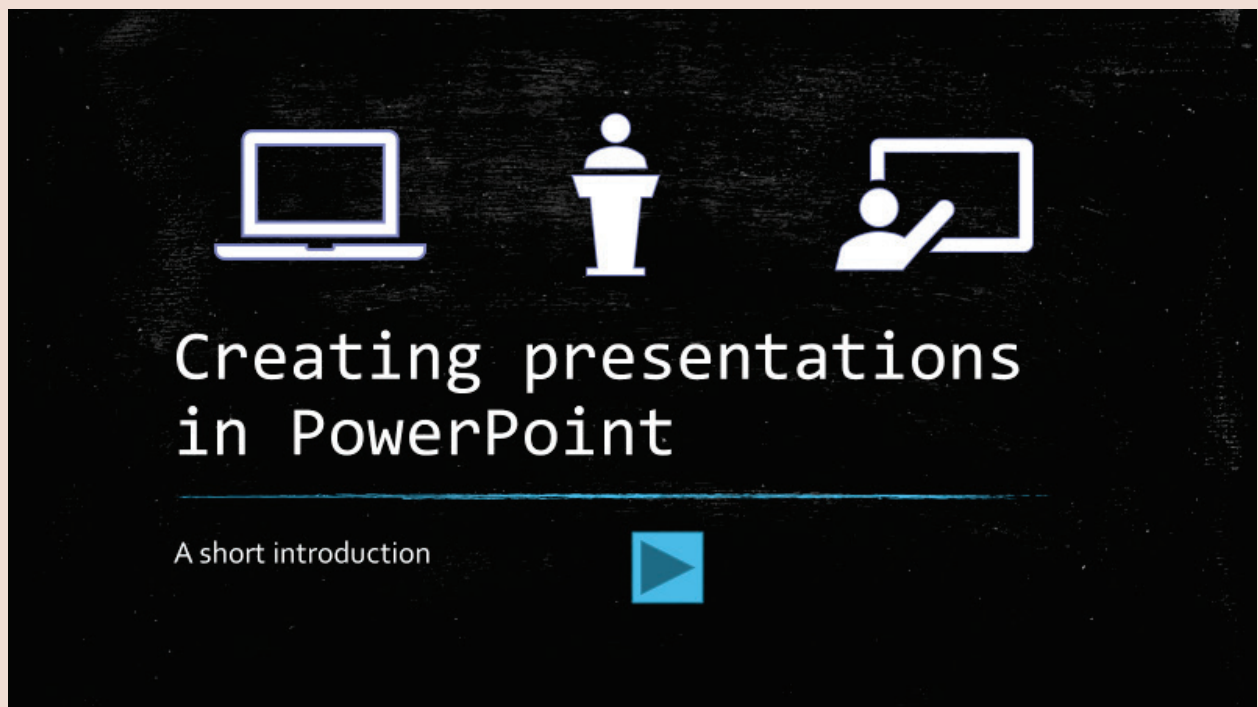 Creating presentations
in PowerPoint
A short introduction